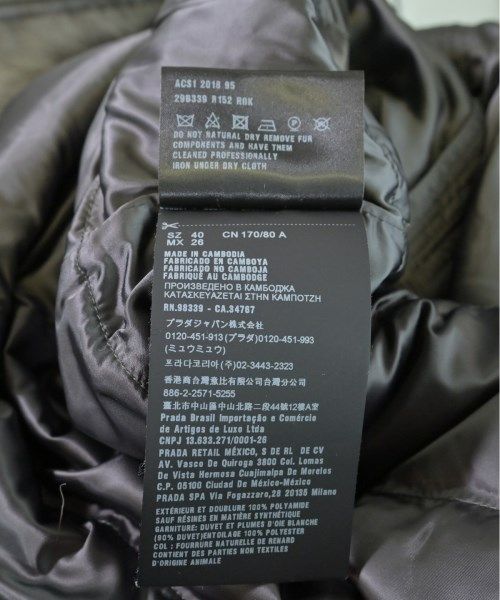 ACS1 2018 95
29B339 R152 ROK
DO NOT NATURAL DRY REMOVE FUR
COMPONENTS AND HAVE THEM
CLEANED PROFESSIONALLY
IRON UNDER DRY CLOTH
SZ 40 CN 170/80 A
MX 26
MADE IN CAMBODIA
FABRICADO EN CAMBOYA
FABRICADO NO CAMBOJA
FABRIQUÉ AU CAMBODGE
ПРОИЗВЕДЕНО В КАМБОДЖА
ΚΑΤΑΣΚΕΥΑΖΕΤΑΙ ΣΤΗΝ ΚΑΜΠΟΤΖΗ
RN.98339 - CA.34767
プラダジャパン株式会社
0120-451-913 (プラダ) 0120-451-993
(ミュウミュウ)
프라다코리아(주) 02-3443-2323
香港商台灣普比有限公司台灣分公司
886-2-2571-5255
臺北市中山區中山北路二段44號12樓之1
Prada Brasil Importação e Comércio
de Artigos de Luxo Ltda
CNPJ 13.633.271/0001-26
PRADA RETAIL MÉXICO, S DE RL DE CV
AV. Vasco De Quiroga 3800 Col. Lomas
De Vista Hermosa Cuajimalpa De Morelos
C.P. 05100 Ciudad De México-México
PRADA SPA Via Fogazzaro,28 20135 Milano
EXTÉRIEUR ET DOUBLURE 100% POLYAMIDE
SAUF RÉSINES EN MATIÈRE SYNTHÉTIQUE
GARNITURE: DUVET ET PLUMES D'OIE BLANCHE
(90% DUVET)ENTOILAGE 100% POLYESTER
COL : FOURRURE NATURELLE DE RENARD
CONTIENT DES PARTIES NON TEXTILES
D'ORIGINE ANIMALE